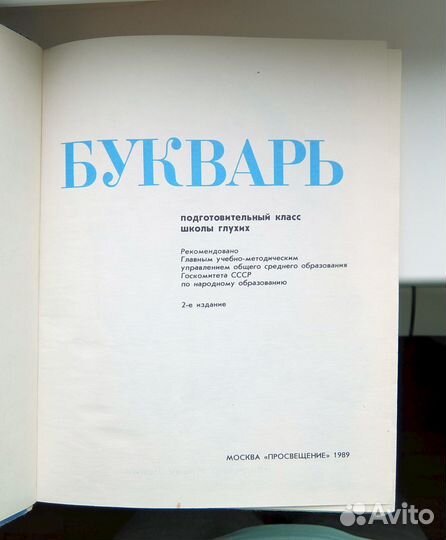 БУКВАРЬ
подготовительный класс
школы глухих
Рекомендовано
Главным учебно-методическим
управлением общего среднего образования
Госкомитета СССР
по народному образованию
2-е издание
МОСКВА «ПРОСВЕЩЕНИЕ» 1989
Avito